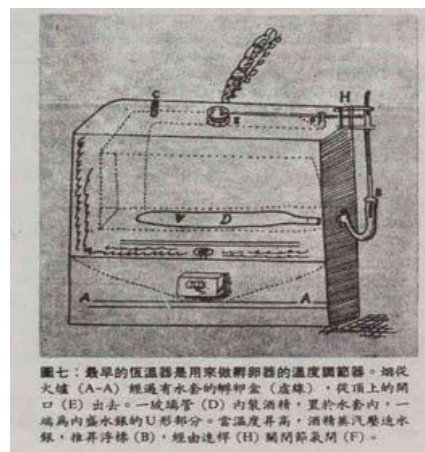 C
H
E
F
B
D
A
A
圖七：最早的恆溫器是用來做孵卵器的溫度調節器。烟從
火爐（A-A）經過有水套的孵卵盒（虛線），從頂上的開
口（E）出去。一玻璃管（D）內裝酒精，置於水套內，一
端為內盛水銀的U形部分。當溫度昇高，酒精蒸汽壓迫水
銀，推昇浮標（B），經由連桿（H）關閉節氣閘（F）。